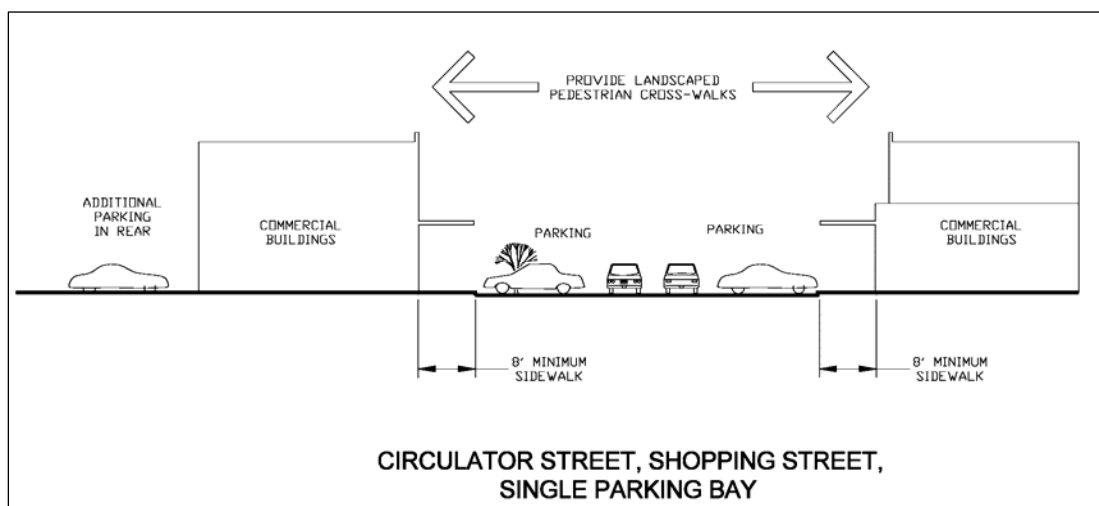 PROVIDE LANDSCAPED
PEDESTRIAN CROSS-WALKS
ADDITIONAL
PARKING
IN REAR
COMMERCIAL
BUILDINGS
PARKING
PARKING
COMMERCIAL
BUILDINGS
8' MINIMUM
SIDEWALK
8' MINIMUM
SIDEWALK
CIRCULATOR STREET, SHOPPING STREET,
SINGLE PARKING BAY